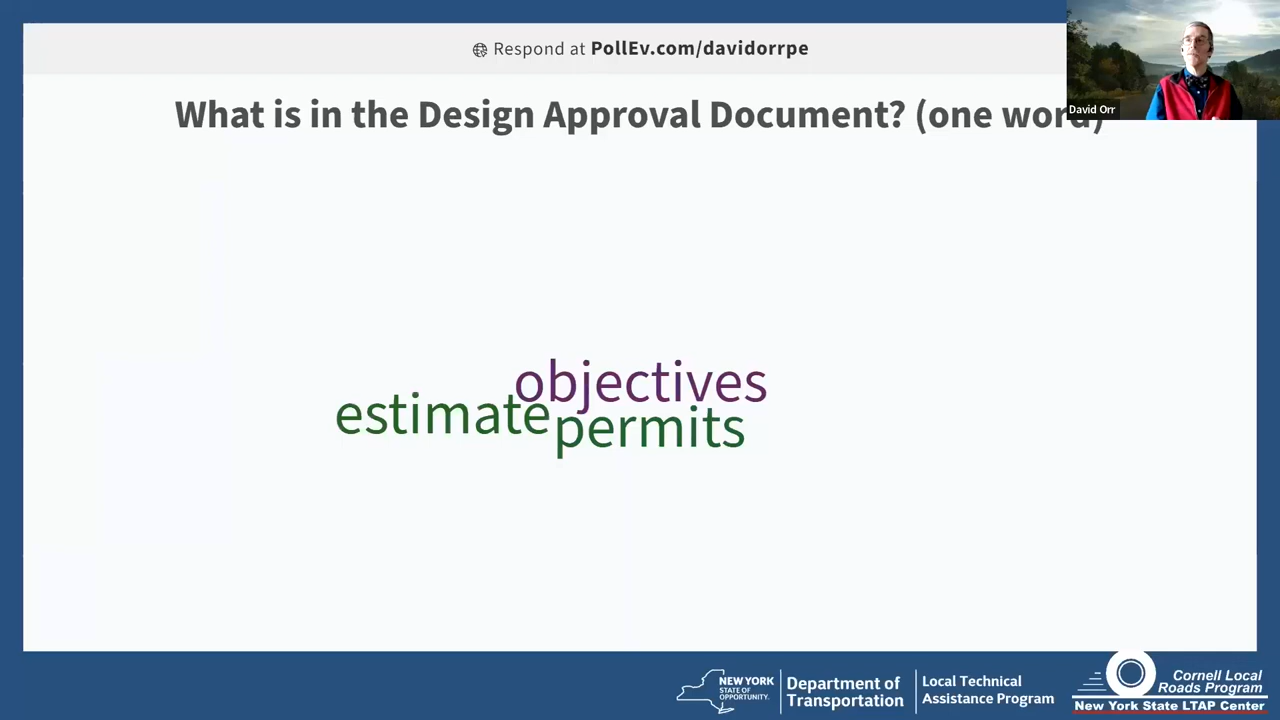 Respond at PollEv.com/davidorrpe
What is in the Design Approval Document? (one word)
David Orr
objectives
estimate
permits
NEW YORK
STATE OF
OPPORTUNITY.
Department of
Transportation
Local Technical
Assistance Program
Cornell Local
Roads Program
New York State LTAP Center